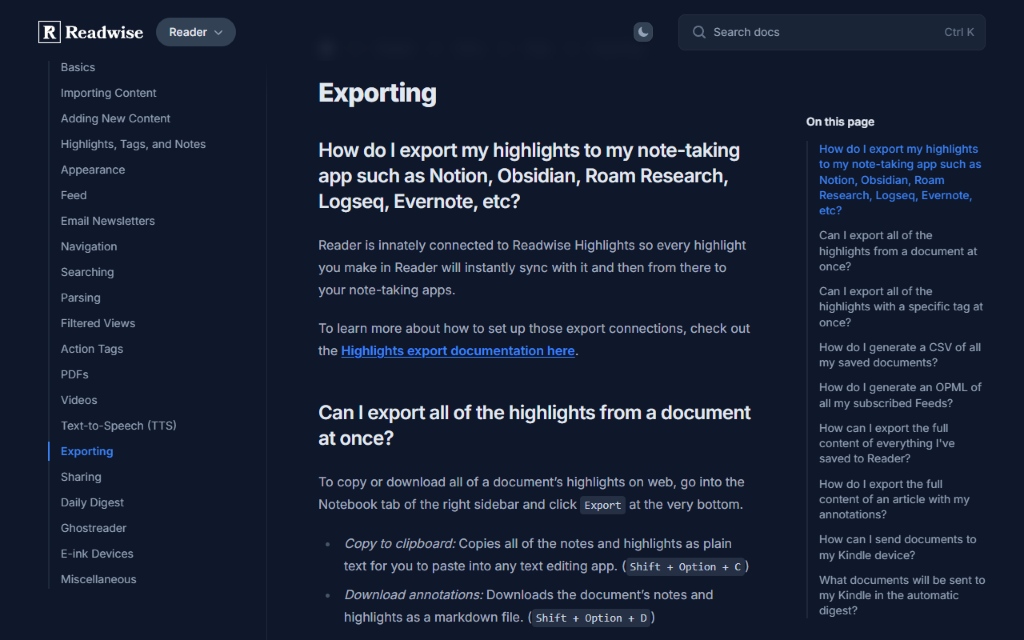 R Readwise
Reader
Search docs
Ctrl K
Basics
Importing Content
Adding New Content
Highlights, Tags, and Notes
Appearance
Feed
Email Newsletters
Navigation
Searching
Parsing
Filtered Views
Action Tags
PDFs
Videos
Text-to-Speech (TTS)
Exporting
Sharing
Daily Digest
Ghostreader
E-ink Devices
Miscellaneous
Exporting
How do I export my highlights to my note-taking
app such as Notion, Obsidian, Roam Research,
Logseq, Evernote, etc?
Reader is innately connected to Readwise Highlights so every highlight
you make in Reader will instantly sync with it and then from there to
your note-taking apps.
To learn more about how to set up those export connections, check out
the Highlights export documentation here.
Can I export all of the highlights from a document
at once?
To copy or download all of a document's highlights on web, go into the
Notebook tab of the right sidebar and click Export at the very bottom.
Copy to clipboard: Copies all of the notes and highlights as plain
text for you to paste into any text editing app. (Shift + Option + C)
Download annotations: Downloads the document's notes and
highlights as a markdown file. (Shift + Option + D)
On this page
How do I export my highlights
to my note-taking app such as
Notion, Obsidian, Roam
Research, Logseq, Evernote,
etc?
Can I export all of the
highlights from a document at
once?
Can I export all of the
highlights with a specific tag at
once?
How do I generate a CSV of all
my saved documents?
How do I generate an OPML of
all my subscribed Feeds?
How can I export the full
content of everything I've
saved to Reader?
How do I export the full
content of an article with my
annotations?
How can I send documents to
my Kindle device?
What documents will be sent to
my Kindle in the automatic
digest?